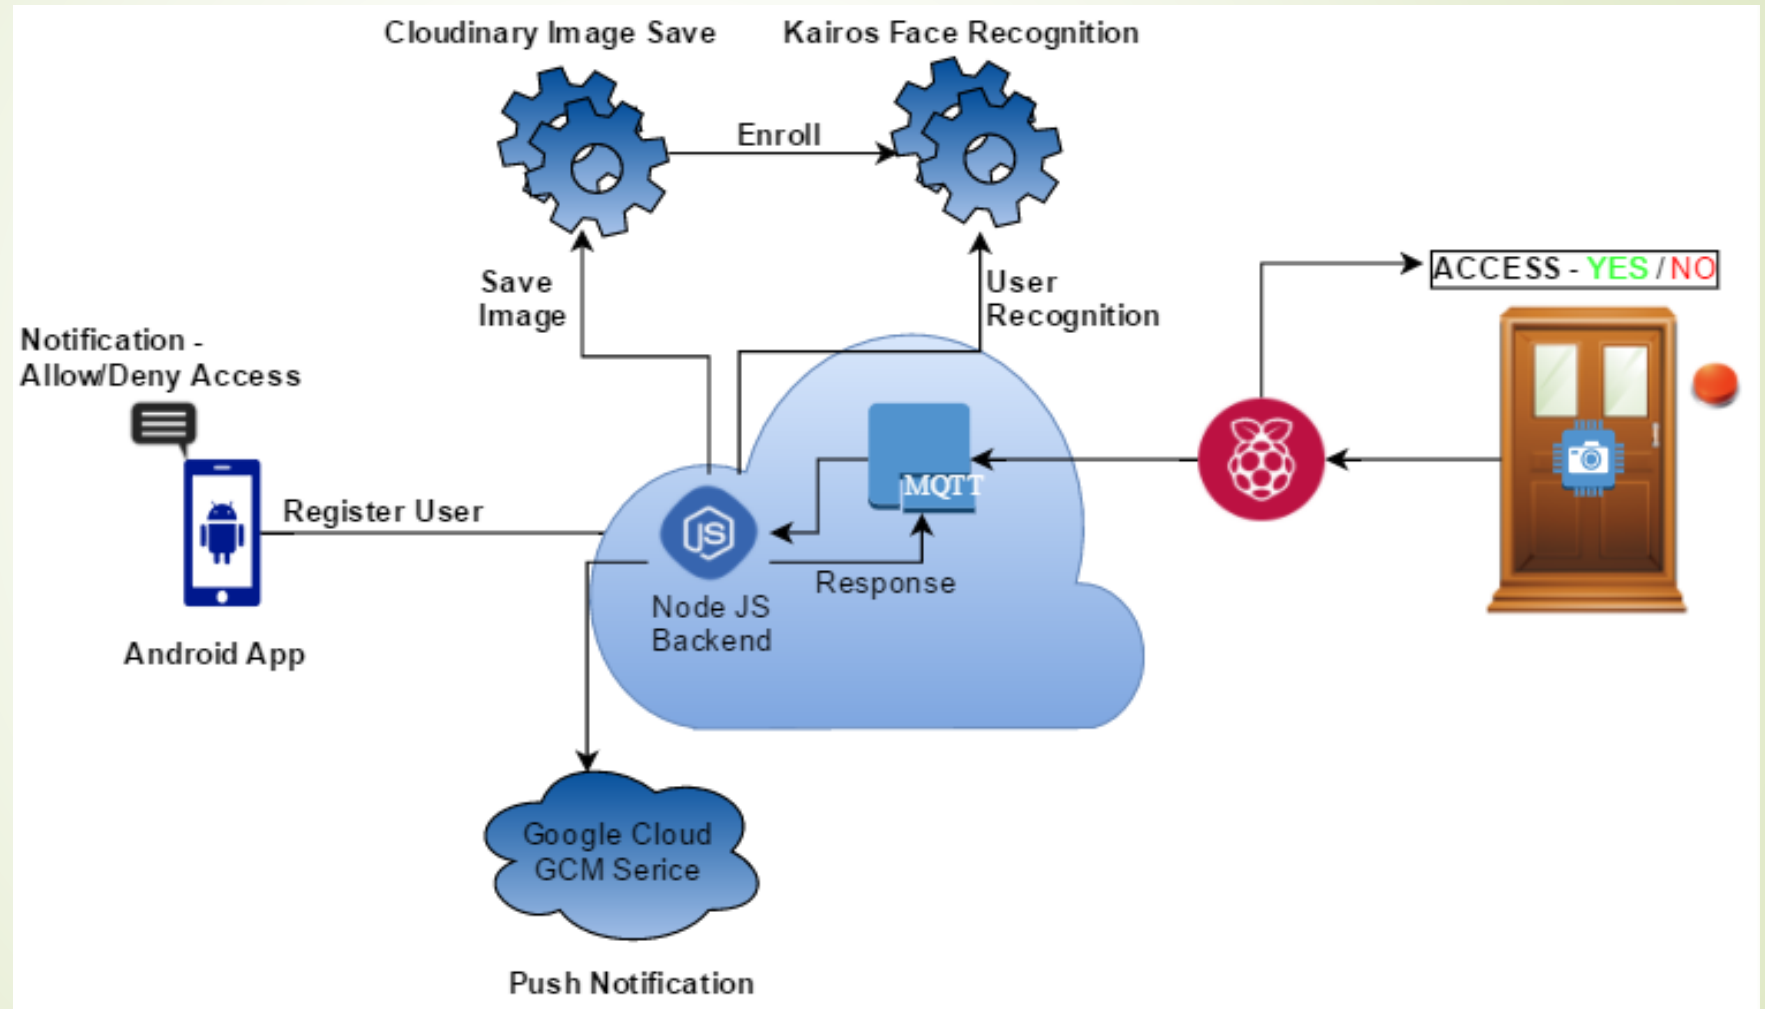 Cloudinary Image Save
Kairos Face Recognition
Enroll
Save
Image
User
Recognition
ACCESS - YES / NO
Notification -
Allow/Deny Access
Register User
MQTT
JS
Response
Node JS
Backend
Android App
Google Cloud
GCM Serice
Push Notification